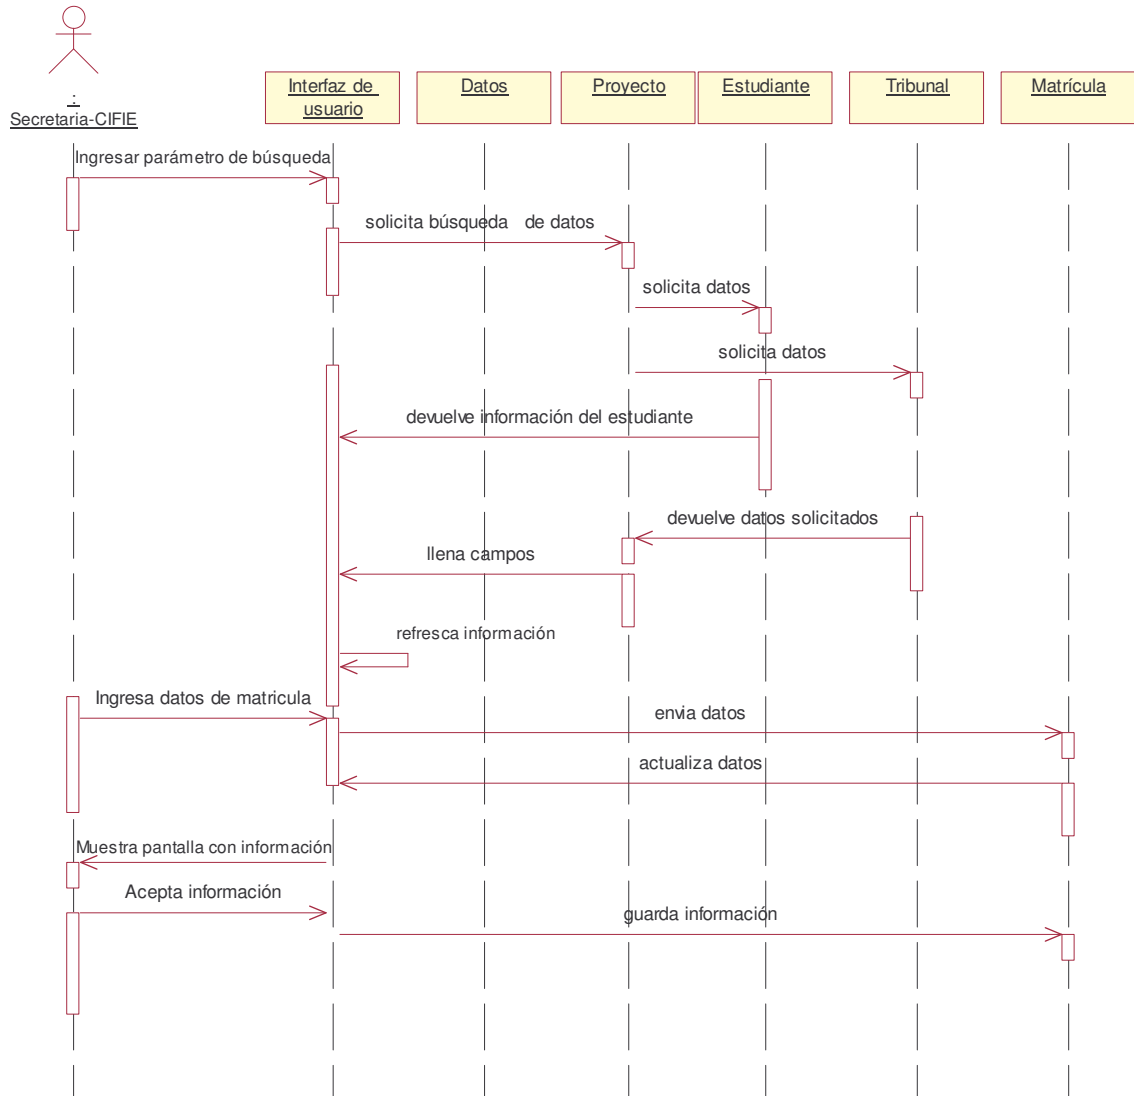 :
Secretaria-CIFIE
Interfaz de
usuario
Datos
Proyecto
Estudiante
Tribunal
Matrícula
Ingresar parámetro de búsqueda
solicita búsqueda de datos
solicita datos
solicita datos
devuelve información del estudiante
devuelve datos solicitados
llena campos
refresca información
Ingresa datos de matricula
envia datos
actualiza datos
Muestra pantalla con información
Acepta información
guarda información